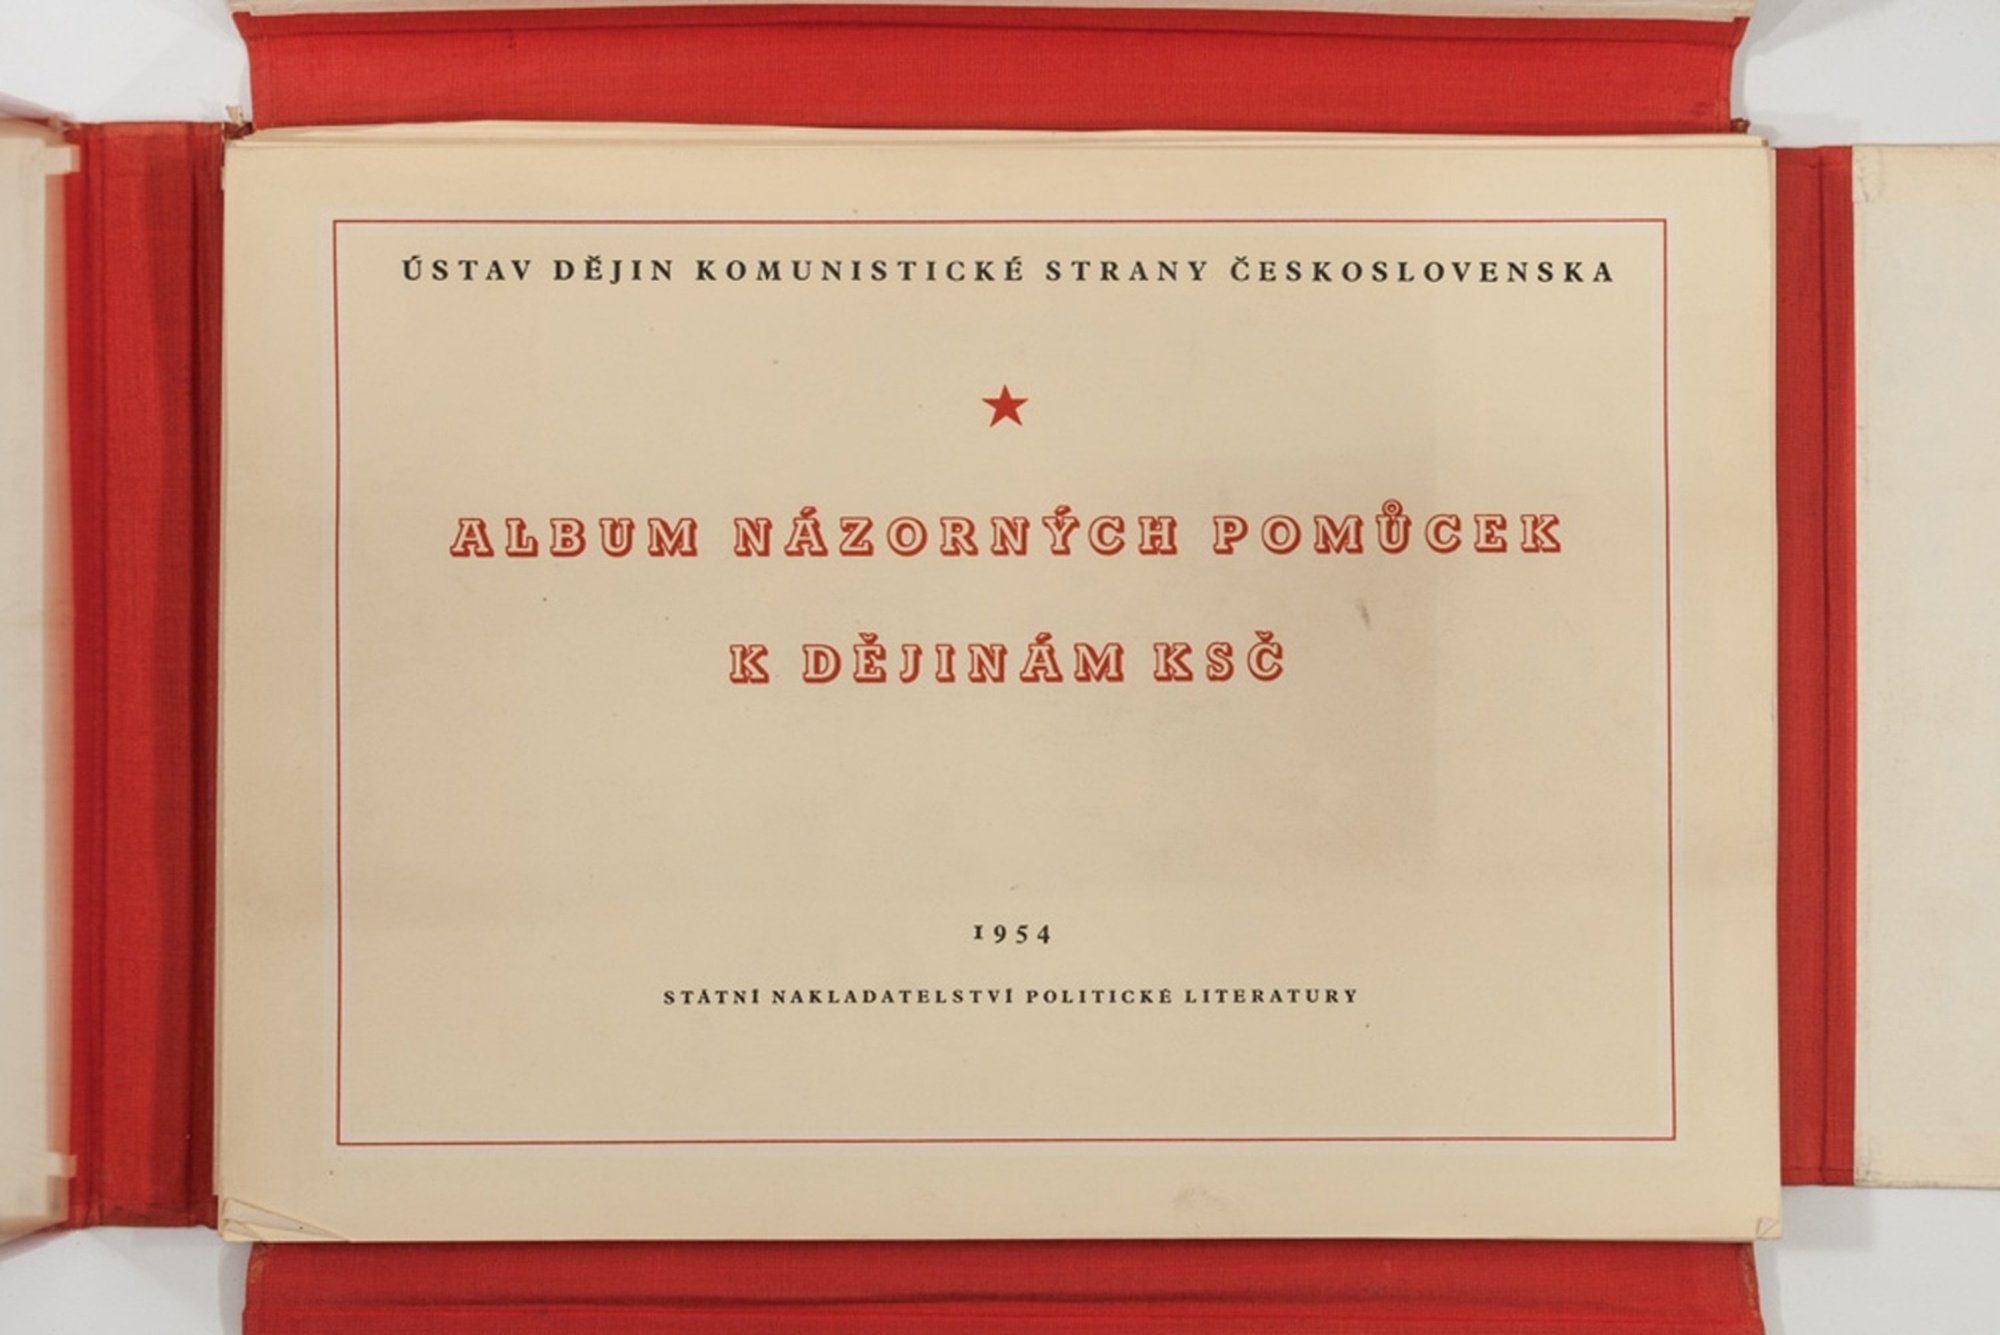 ÚSTAV DĚJIN KOMUNISTICKÉ STRANY ČESKOSLOVENSKA
ALBUM NÁZORNÝCH POMŮCEK
K DĚJINÁM KSČ
1954
STÁTNÍ NAKLADATELSTVÍ POLITICKÉ LITERATURY